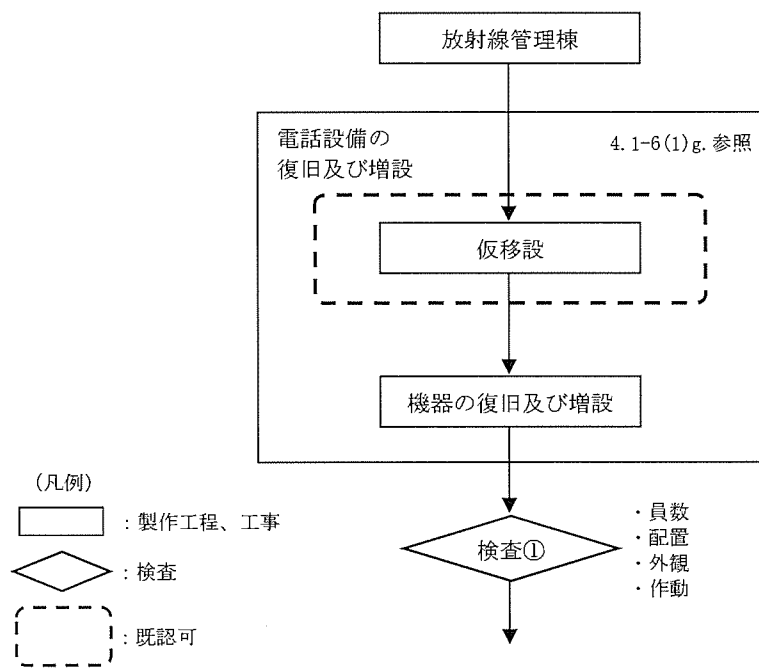 放射線管理棟
電話設備の
復旧及び増設
4.1-6(1)g.参照
仮移設
機器の復旧及び増設
検査①
・員数
・配置
・外観
・作動
(凡例)
：製作工程、工事
：検査
：既認可